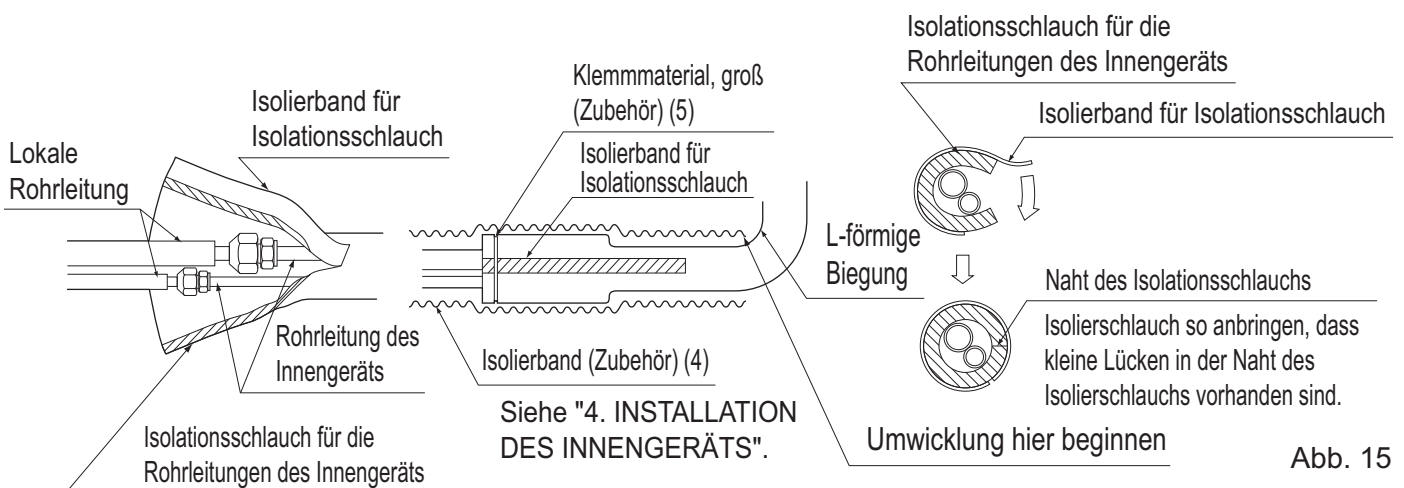 Isolationsschlauch für die
Rohrleitungen des Innengeräts
Klemmmaterial, groß
(Zubehör) (5)
Isolierband für
Isolationsschlauch
Isolierband für Isolationsschlauch
Lokale
Rohrleitung
Isolierband für
Isolationsschlauch
L-förmige
Biegung
Naht des Isolationsschlauchs
Isolierschlauch so anbringen, dass
kleine Lücken in der Naht des
Isolierschlauchs vorhanden sind.
Rohrleitung des
Innengeräts
Isolierband (Zubehör) (4)
Siehe "4. INSTALLATION
DES INNENGERÄTS".
Isolationsschlauch für die
Rohrleitungen des Innengeräts
Umwicklung hier beginnen
Abb. 15